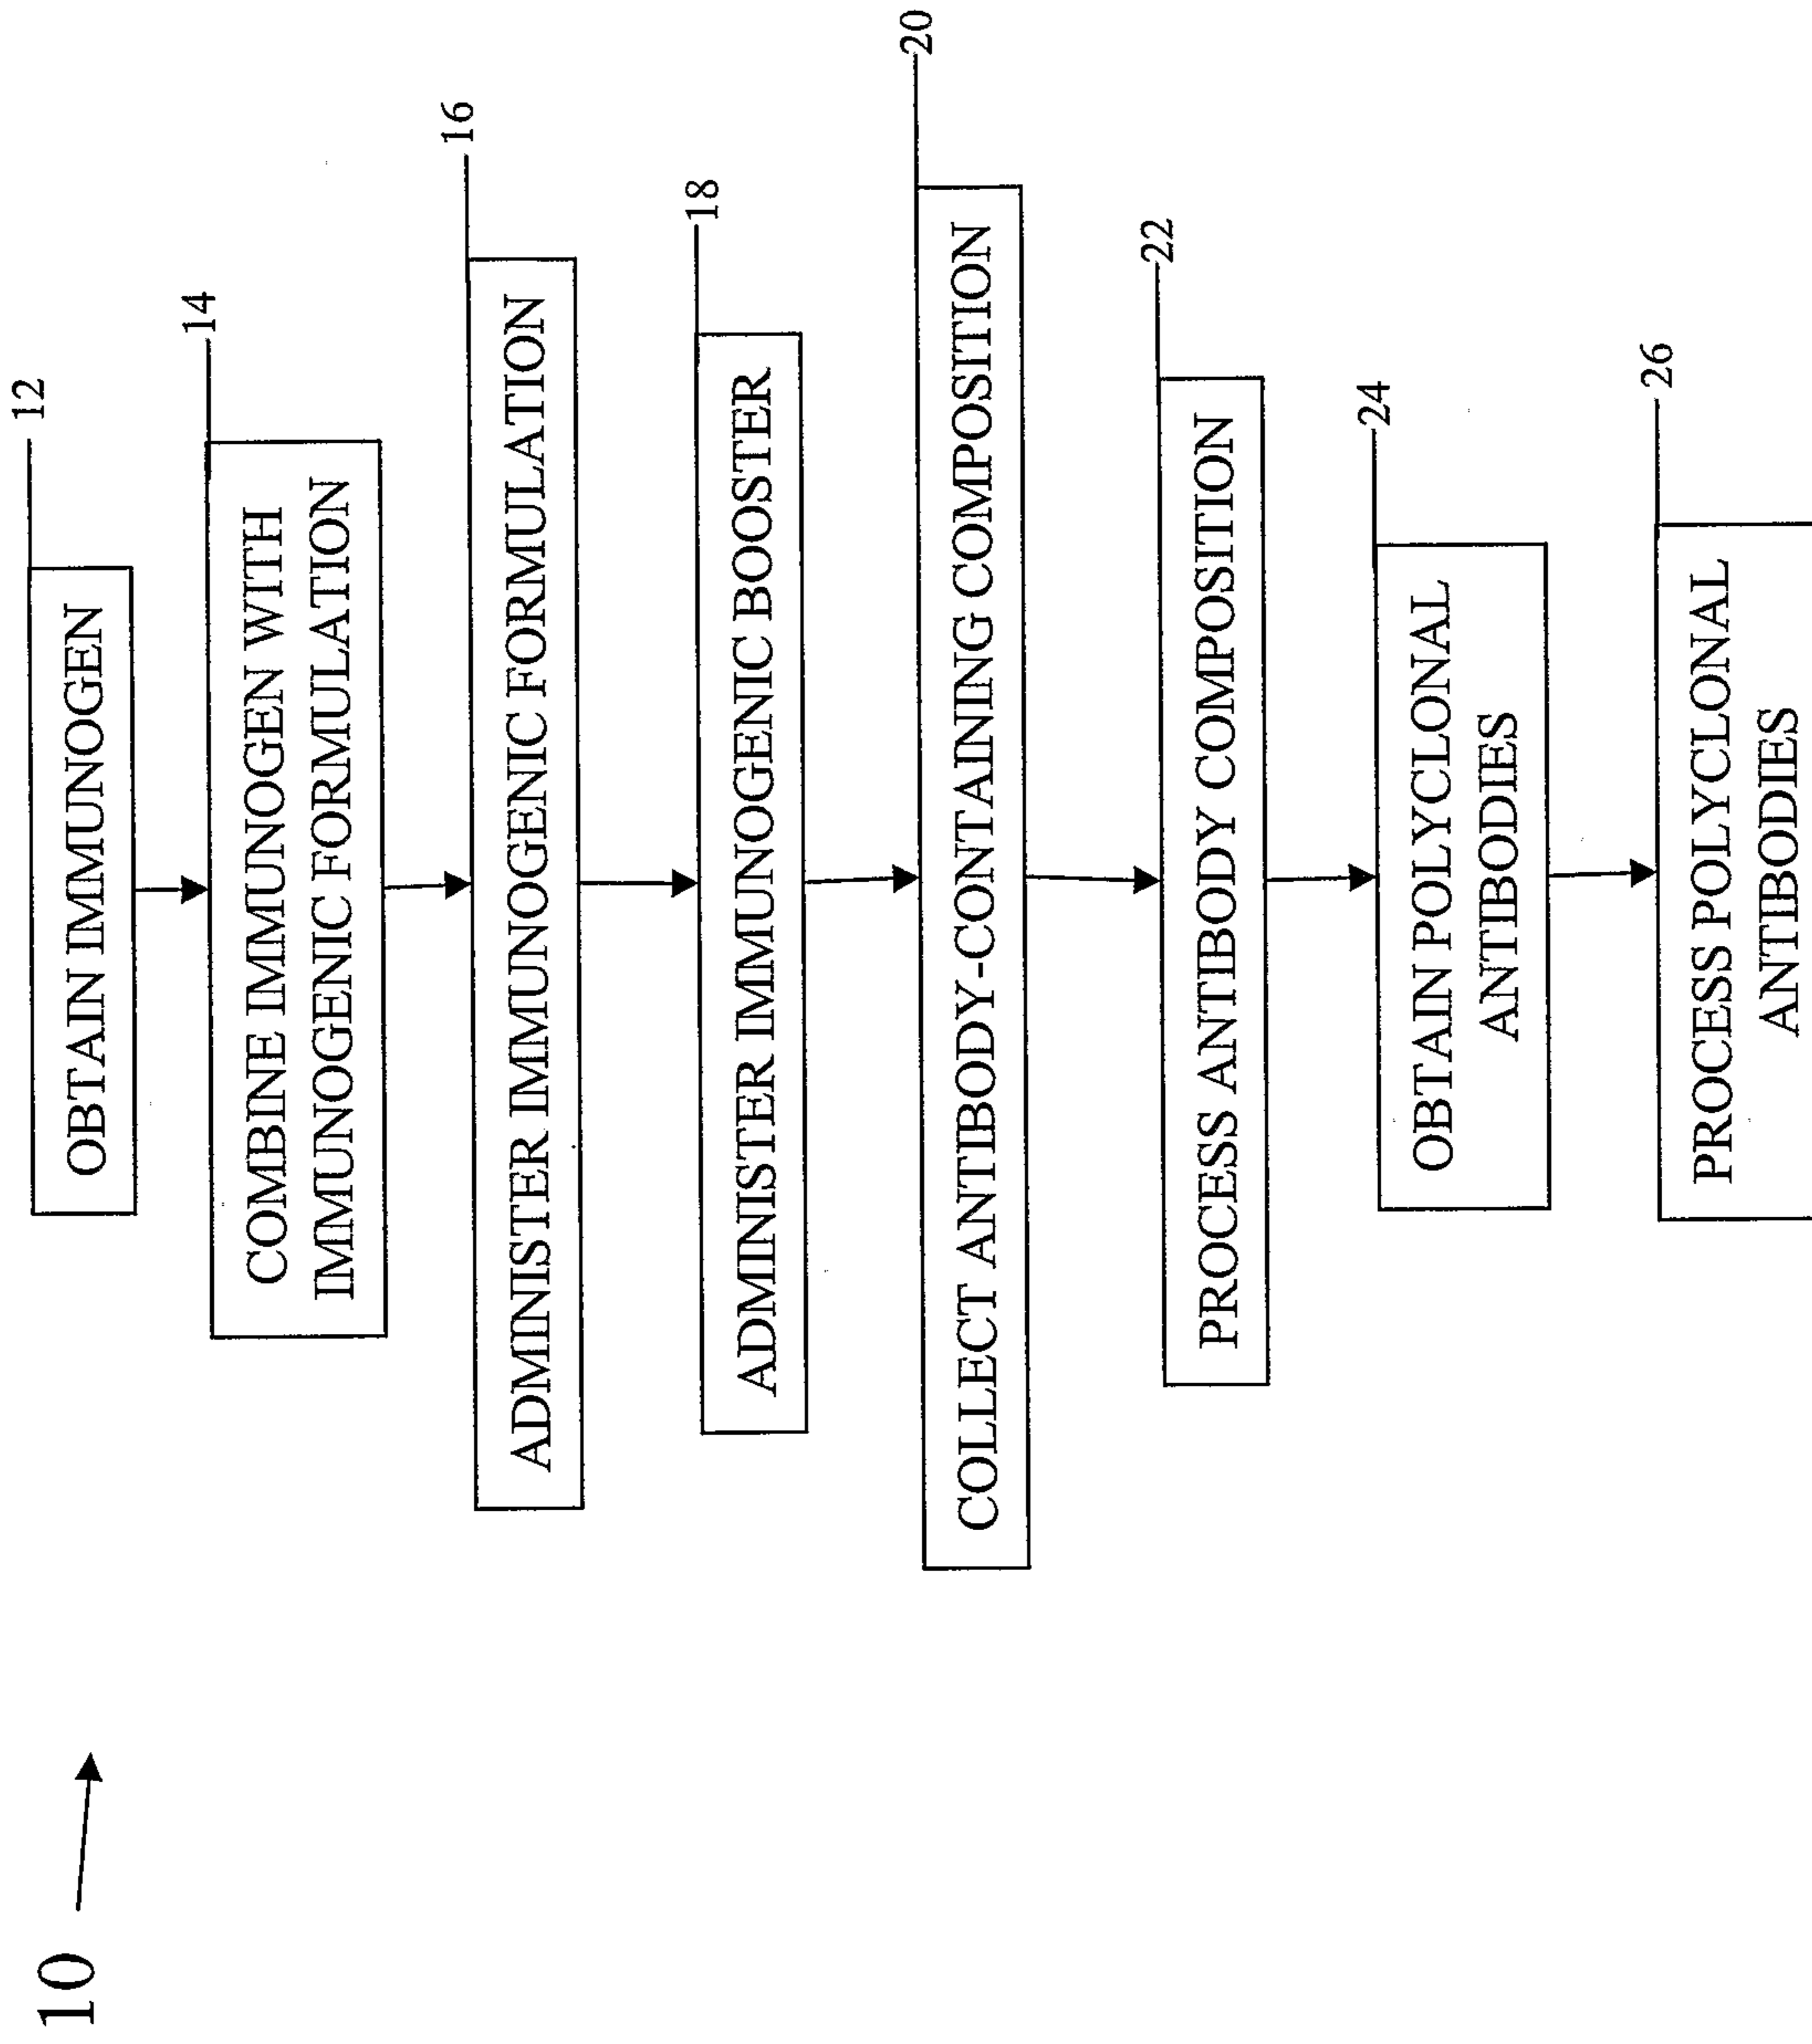 10
OBTAIN IMMUNOGEN
12
COMBINE IMMUNOGEN WITH
IMMUNOGENIC FORMULATION
14
ADMINISTER IMMUNOGENIC FORMULATION
16
ADMINISTER IMMUNOGENIC BOOSTER
18
COLLECT ANTIBODY-CONTAINING COMPOSITION
20
PROCESS ANTIBODY COMPOSITION
22
OBTAIN POLYCLONAL
ANTIBODIES
24
PROCESS POLYCLONAL
ANTIBODIES
26